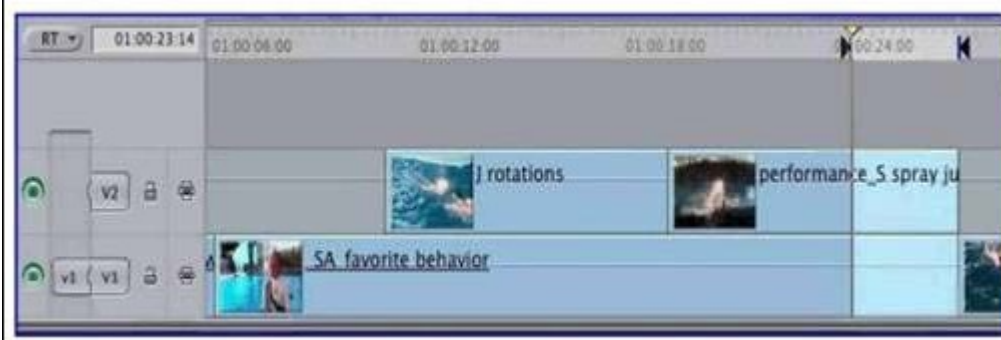 RT 01:00:23:14 01:00:06:00 01:00:12:00 01:00:18:00 00:24:00
J rotations performance_S spray ju
V2
SA_favorite behavior
v1 V1